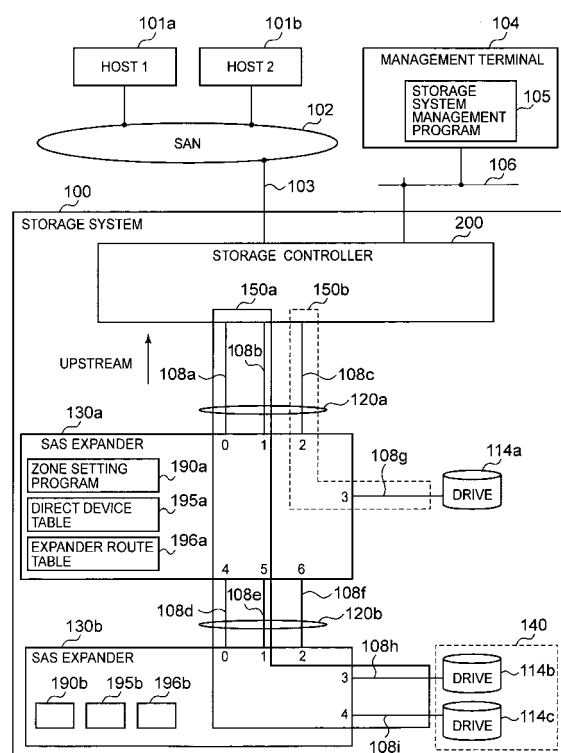 101a
101b
104
HOST 1
HOST 2
MANAGEMENT TERMINAL
STORAGE
SYSTEM
MANAGEMENT
PROGRAM
105
102
SAN
106
103
100
200
STORAGE SYSTEM
STORAGE CONTROLLER
150a
150b
UPSTREAM
108a
108b
108c
120a
130a
SAS EXPANDER
0
1
2
ZONE SETTING
PROGRAM
190a
108g
114a
DIRECT DEVICE
TABLE
195a
3
DRIVE
EXPANDER ROUTE
TABLE
196a
4
5
6
108d
108e
108f
120b
130b
140
SAS EXPANDER
0
1
2
108h
190b
195b
196b
3
DRIVE
114b
4
108i
DRIVE
114c